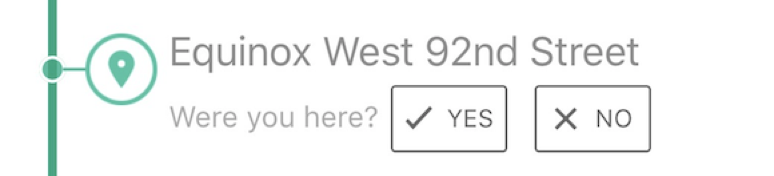 Equinox West 92nd Street
Were you here? YES NO